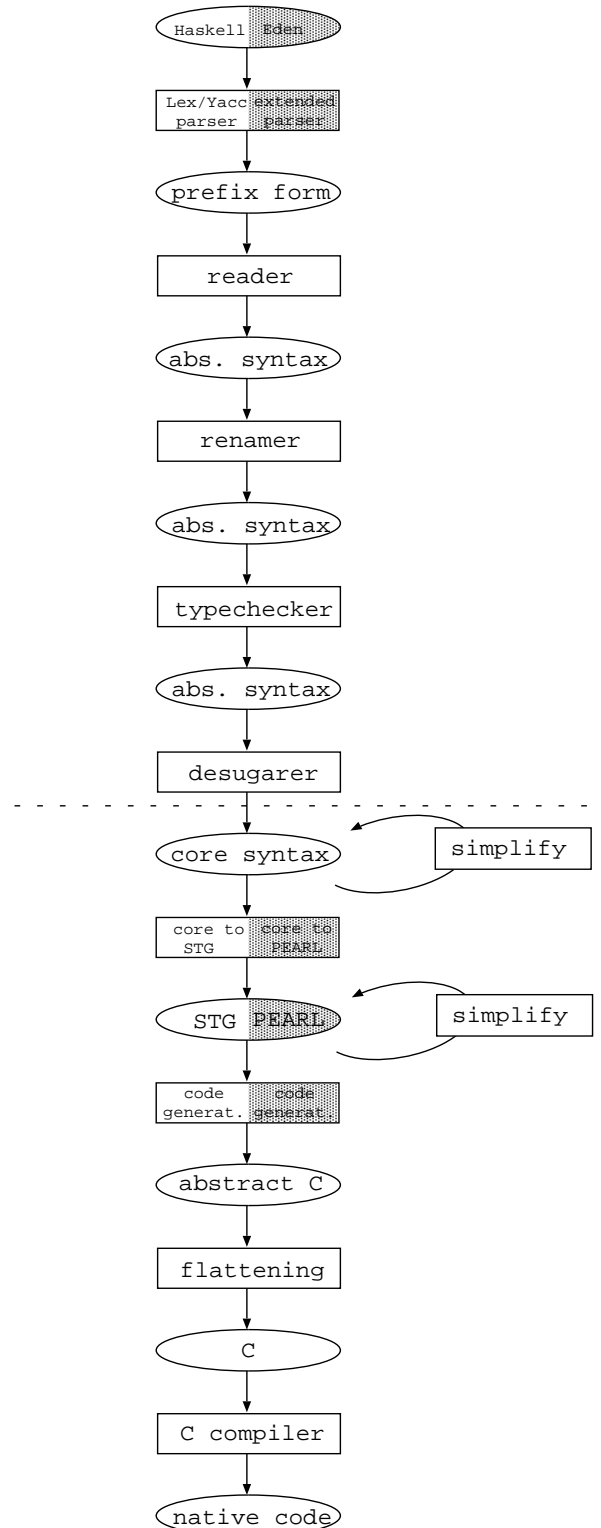 Haskell Eden
Lex/Yacc extended
parser parser
prefix form
reader
abs. syntax
renamer
abs. syntax
typechecker
abs. syntax
desugarer
core syntax
simplify
core to core to
STG PEARL
STG PEARL
simplify
code code
generat. generat.
abstract C
flattening
C
C compiler
native code